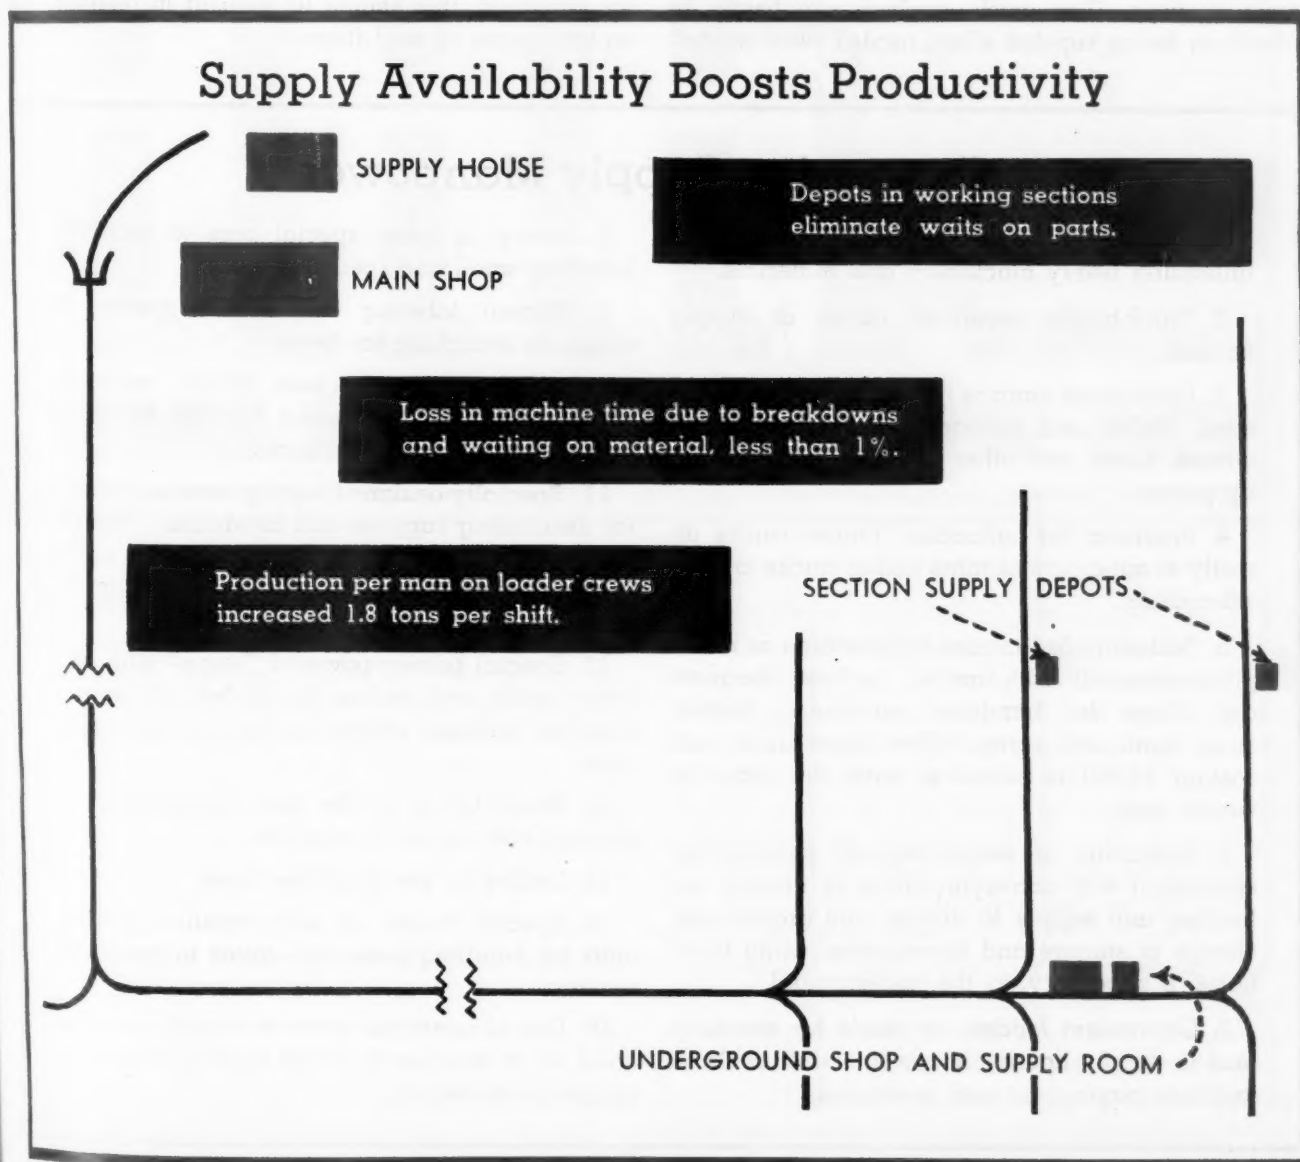 Supply Availability Boosts Productivity
SUPPLY HOUSE
MAIN SHOP
Depots in working sections
eliminate waits on parts.
Loss in machine time due to breakdowns
and waiting on material, less than 1%.
Production per man on loader crews
increased 1.8 tons per shift.
SECTION SUPPLY DEPOTS
UNDERGROUND SHOP AND SUPPLY ROOM